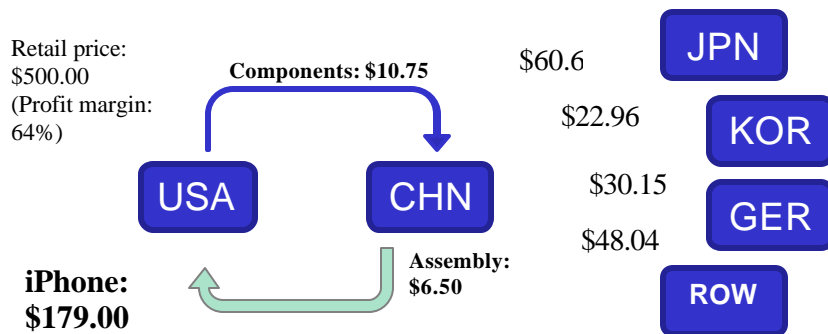 Retail price:
$500.00
(Profit margin:
64%)
Components: $10.75
$60.6
JPN
$22.96
KOR
USA
CHN
$30.15
GER
$48.04
Assembly:
$6.50
iPhone:
$179.00
ROW